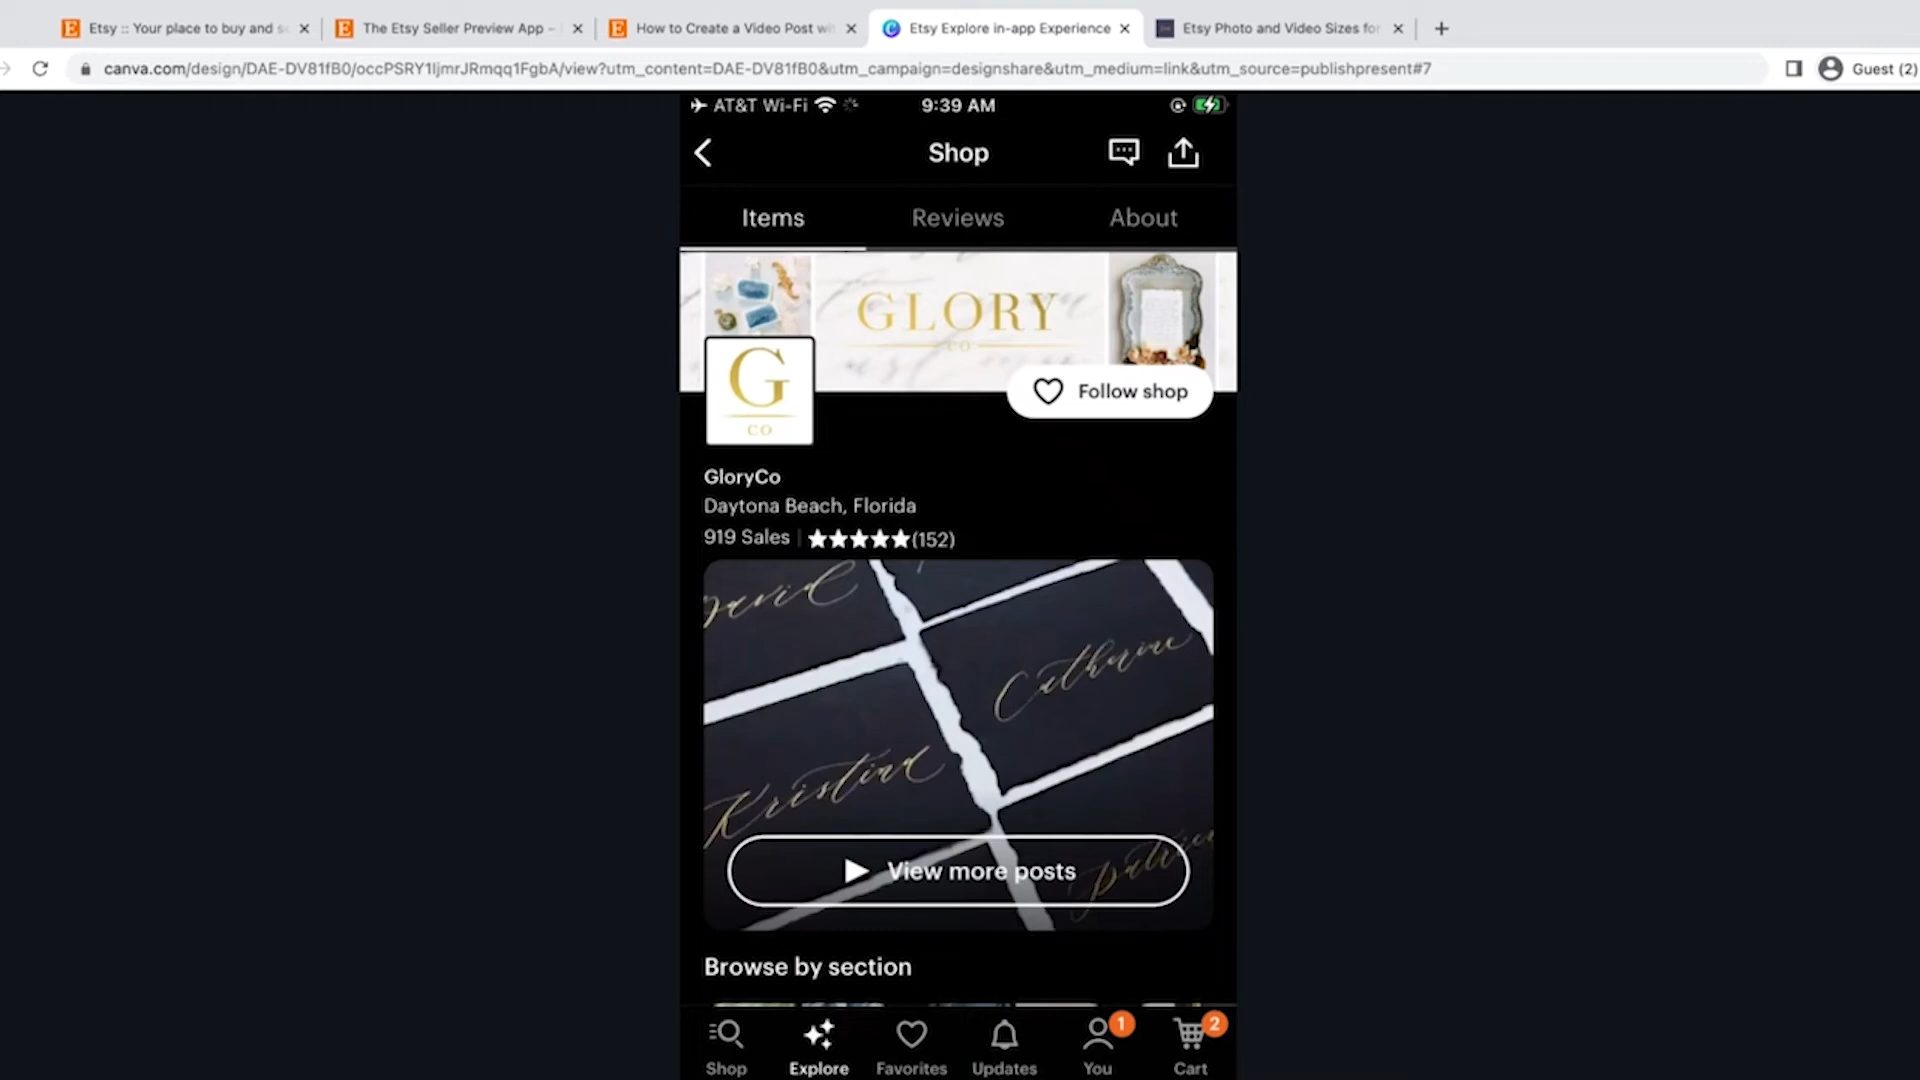 Etsy :: Your place to buy and s
The Etsy Seller Preview App –
How to Create a Video Post wit
Etsy Explore in-app Experience
Etsy Photo and Video Sizes for
canva.com/design/DAE-DV81fB0/occPSRY1ljmrJRmqq1FgbA/view?utm_content=DAE-DV81fB0&utm_campaign=designshare&utm_medium=link&utm_source=publishpresent#7
Guest (2)
AT&T Wi-Fi
9:39 AM
Shop
Items
Reviews
About
GLORY
CO
G
CO
Follow shop
GloryCo
Daytona Beach, Florida
919 Sales
(152)
David
Catherine
Kristina
View more posts
Browse by section
1
2
Shop
Explore
Favorites
Updates
You
Cart